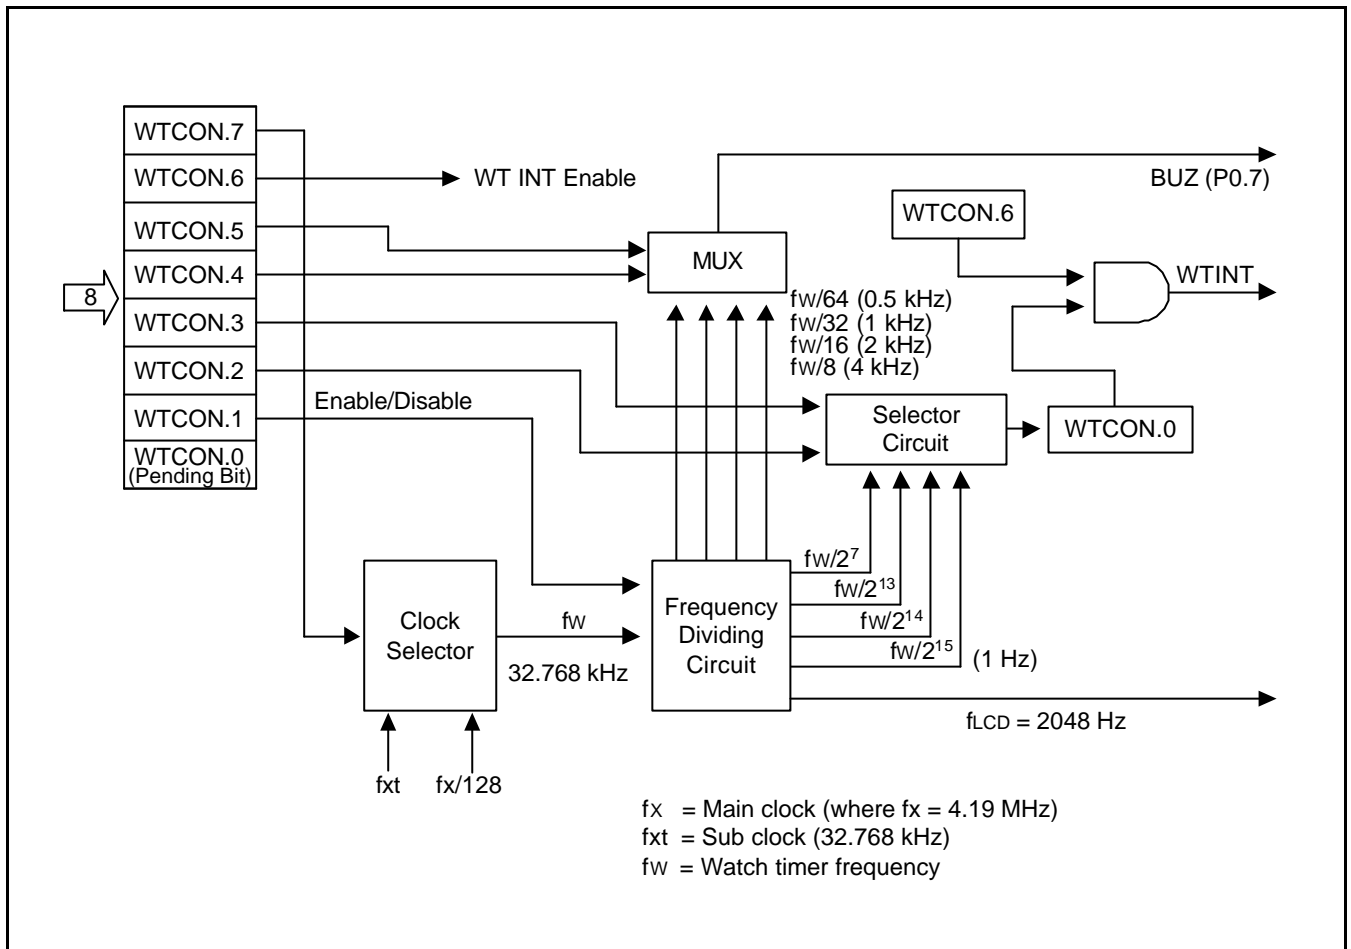 WTCON.7
WTCON.6
WTCON.5
WTCON.4
WTCON.3
WTCON.2
WTCON.1
WTCON.0
(Pending Bit)
8
WT INT Enable
Enable/Disable
MUX
BUZ (P0.7)
WTCON.6
WTINT
fW/64 (0.5 kHz)
fW/32 (1 kHz)
fW/16 (2 kHz)
fW/8 (4 kHz)
Selector
Circuit
WTCON.0
Clock
Selector
fW
32.768 kHz
Frequency
Dividing
Circuit
fW/2⁷
fW/2¹³
fW/2¹⁴
fW/2¹⁵
(1 Hz)
fLCD = 2048 Hz
fxt
fx/128
fX = Main clock (where fx = 4.19 MHz)
fxt = Sub clock (32.768 kHz)
fW = Watch timer frequency